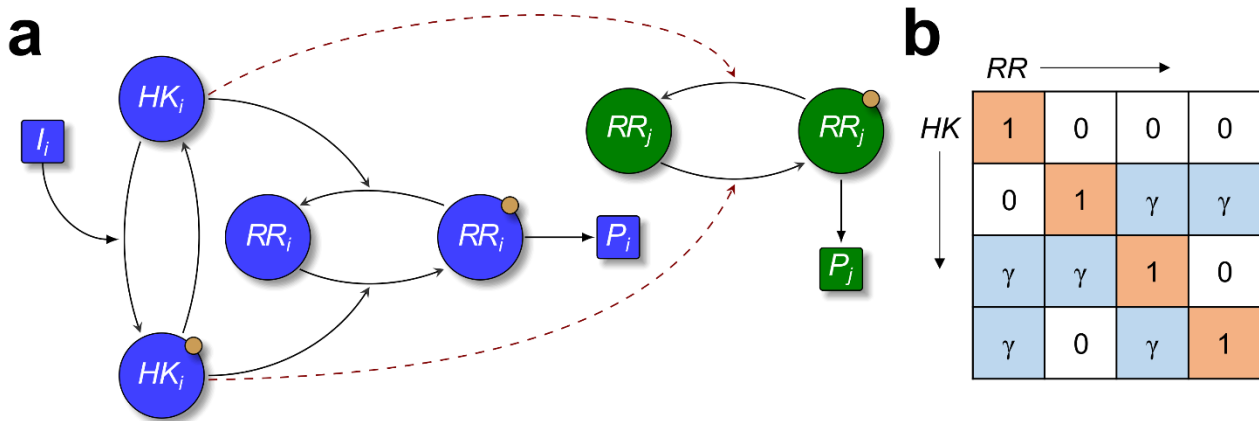 a
HK_i
I_i
RR_i
RR_i
P_i
HK_i
RR_j
RR_j
P_j
b
RR
HK
1 0 0 0
0 1 γ γ
γ γ 1 0
γ 0 γ 1